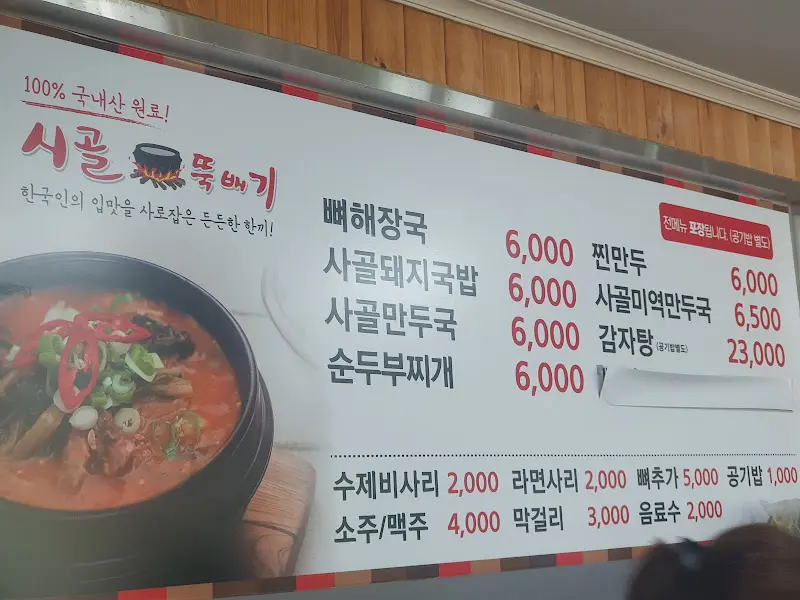 100% 국내산 원료!
시골 뚝배기
한국인의 입맛을 사로잡은 든든한 한끼!
전메뉴 포장됩니다. (공기밥 별도)
뼈해장국 6,000
사골돼지국밥 6,000
사골만두국 6,000
순두부찌개 6,000
찐만두 6,000
사골미역만두국 6,500
감자탕 (공기밥별도) 23,000
수제비사리 2,000 라면사리 2,000 뼈추가 5,000 공기밥 1,000
소주/맥주 4,000 막걸리 3,000 음료수 2,000